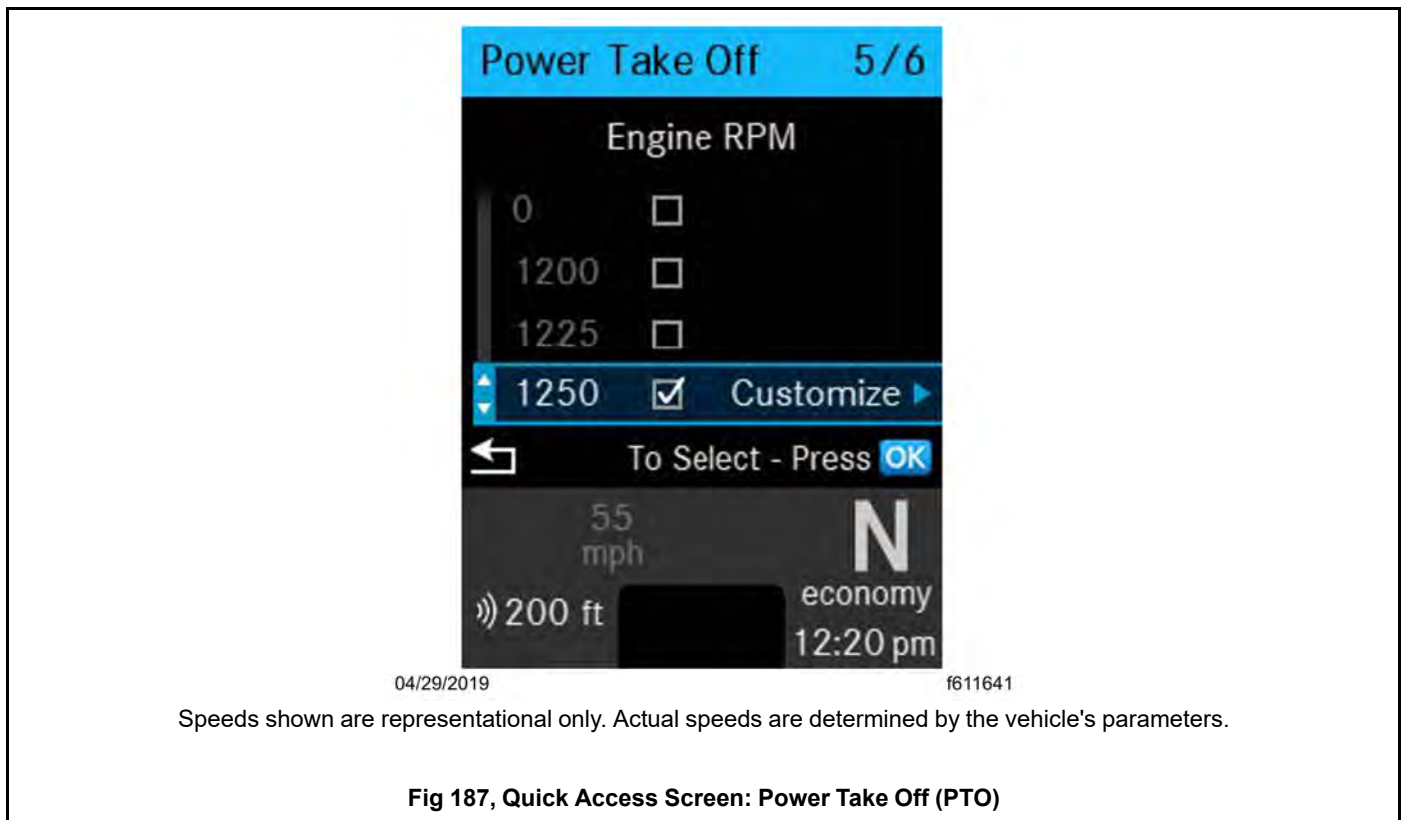 Power Take Off 5/6
Engine RPM
0
1200
1225
1250 Customize
To Select - Press OK
55
mph
N
200 ft
economy
12:20 pm
04/29/2019 f611641
Speeds shown are representational only. Actual speeds are determined by the vehicle's parameters.
Fig 187, Quick Access Screen: Power Take Off (PTO)